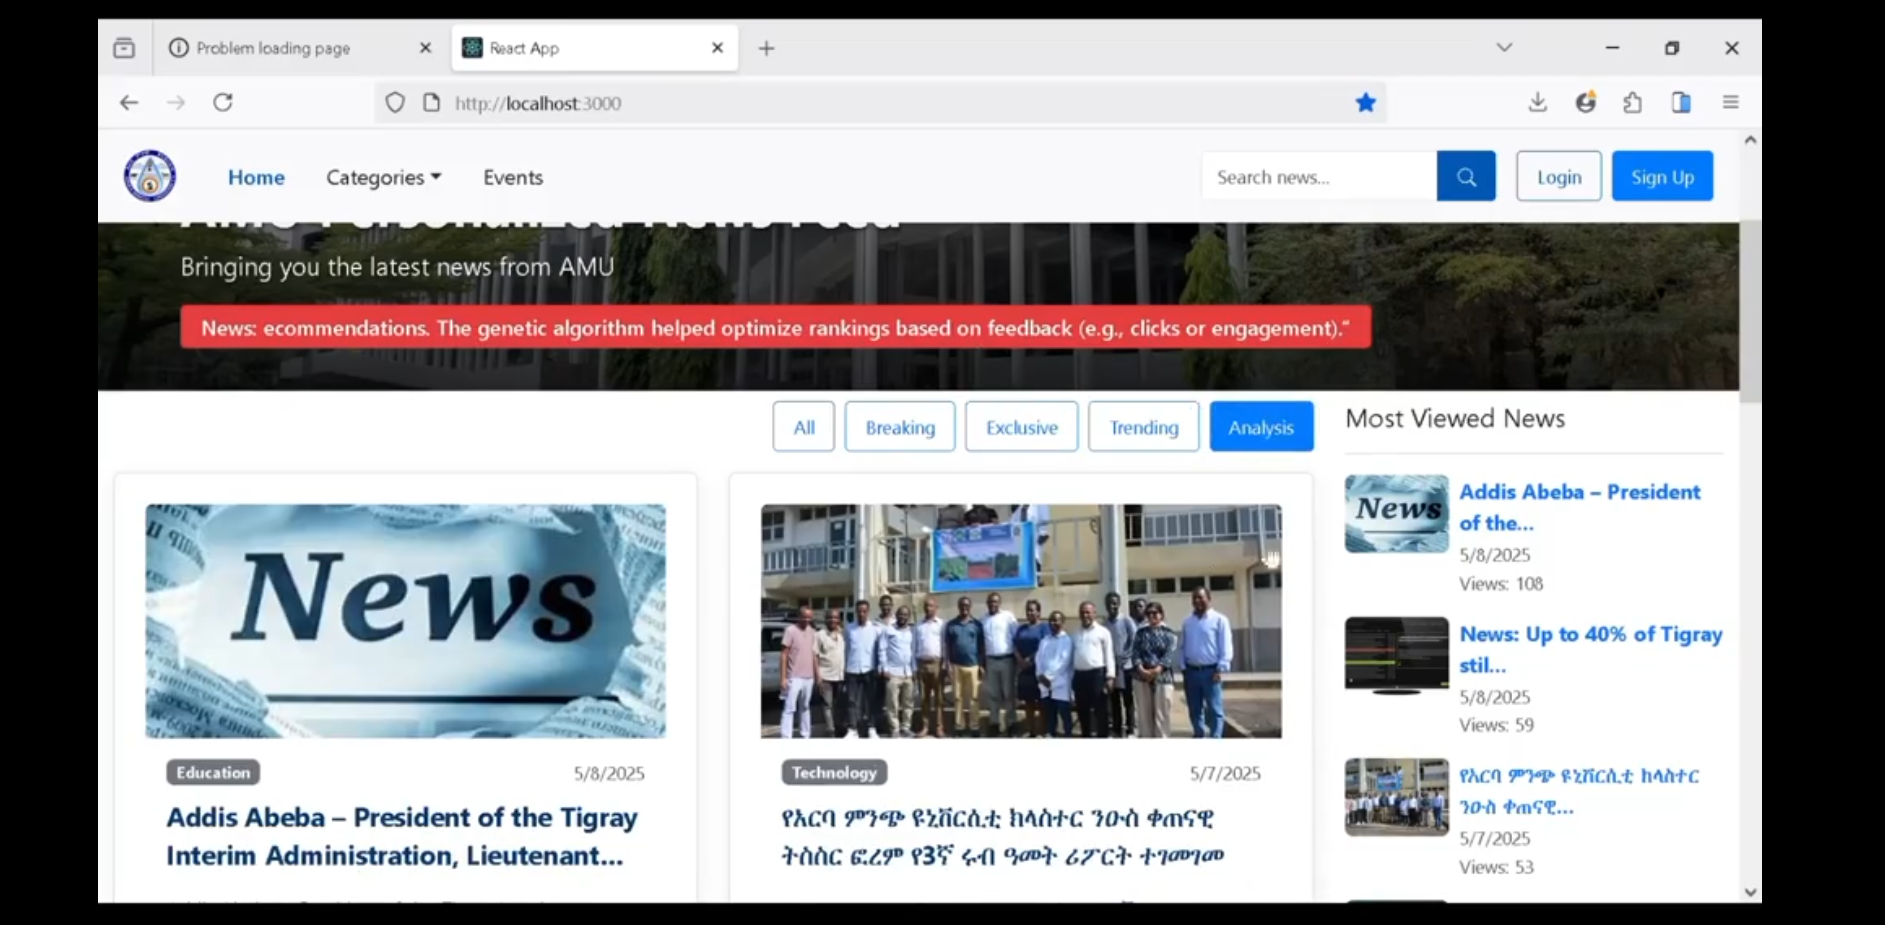 Problem loading page
React App
http://localhost:3000
Home
Categories
Events
Search news...
Login
Sign Up
AMU Personalized News Feed
Bringing you the latest news from AMU
News: ecommendations. The genetic algorithm helped optimize rankings based on feedback (e.g., clicks or engagement)."
All
Breaking
Exclusive
Trending
Analysis
News
Education
5/8/2025
Addis Abeba – President of the Tigray
Interim Administration, Lieutenant...
Technology
5/7/2025
የአርባ ምንጭ ዩኒቨርሲቲ ክላስተር ንዑስ ቀጠናዊ
ትስስር ፎረም የ3ኛ ሩብ ዓመት ሪፖርት ተገመገመ
Most Viewed News
News
Addis Abeba – President
of the...
5/8/2025
Views: 108
News: Up to 40% of Tigray
stil...
5/8/2025
Views: 59
የአርባ ምንጭ ዩኒቨርሲቲ ክላስተር
ንዑስ ቀጠናዊ...
5/7/2025
Views: 53